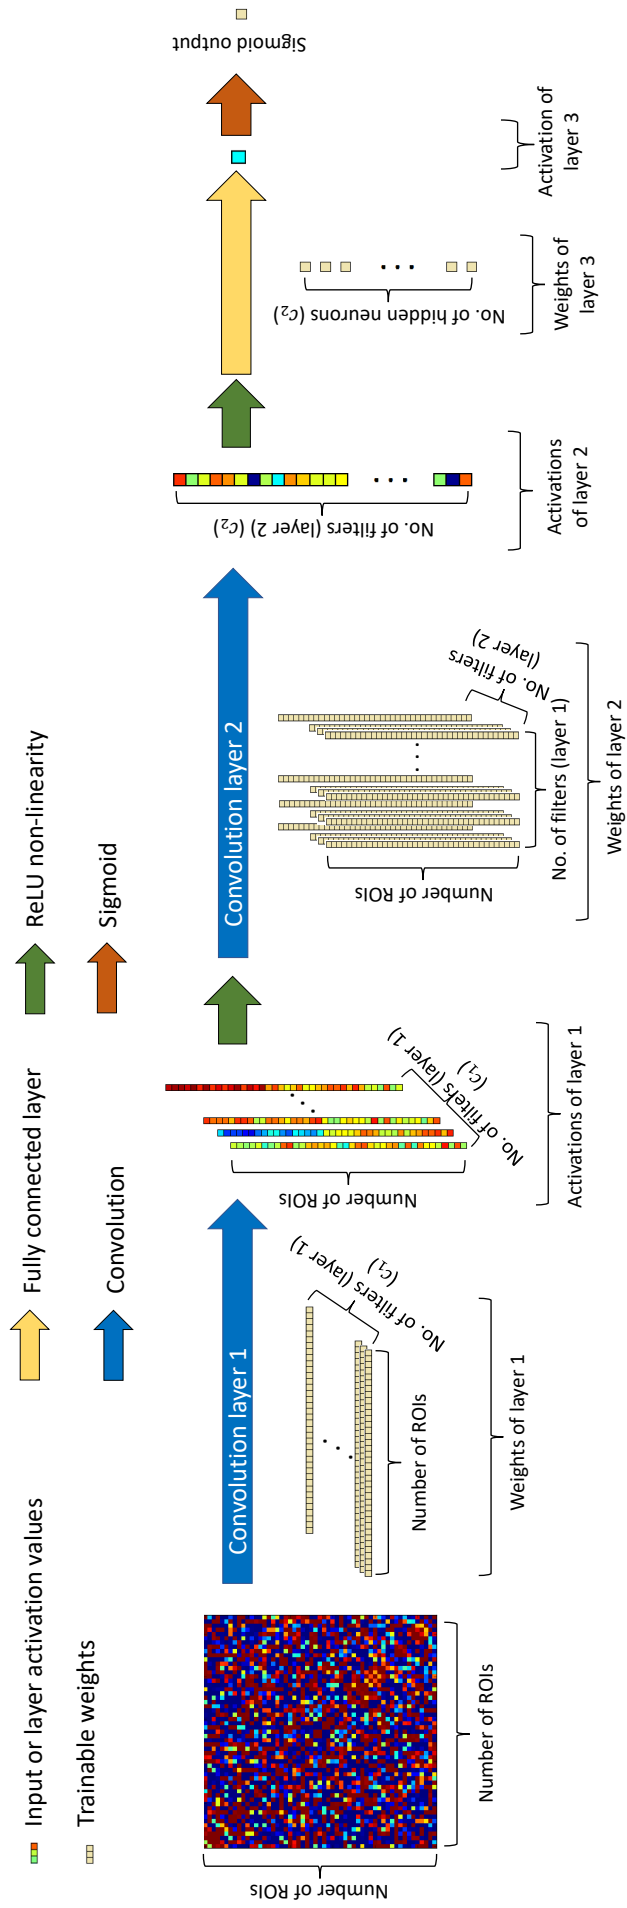 Input or layer activation values
Fully connected layer
ReLU non-linearity
Trainable weights
Convolution
Sigmoid
Number of ROIs
Number of ROIs
Convolution layer 1
Number of ROIs
No. of filters (layer 1)
(c₁)
Weights of layer 1
Number of ROIs
No. of filters (layer 1)
(c₁)
Activations of layer 1
Convolution layer 2
Number of ROIs
No. of filters (layer 1)
No. of filters
(layer 2)
Weights of layer 2
No. of filters (layer 2) (c₂)
Activations
of layer 2
No. of hidden neurons (c₂)
Weights of
layer 3
Activation of
layer 3
Sigmoid output